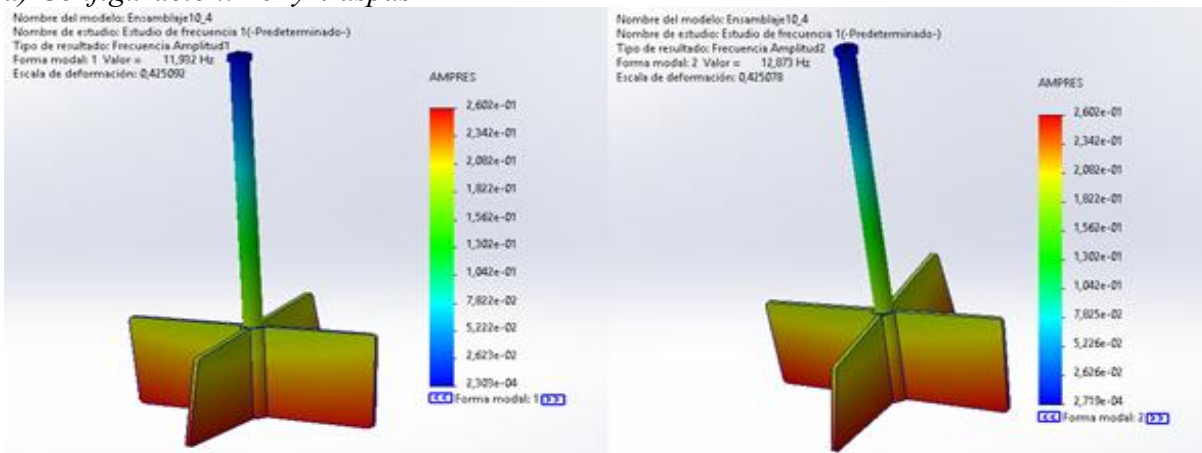 Nombre del modelo: Ensamblaje10_4
Nombre de estudio: Estudio de frecuencia 1(-Predeterminado-)
Tipo de resultado: Frecuencia Amplitud1
Forma modal: 1 Valor = 11,932 Hz
Escala de deformación: 0,425092
AMPRES
2,602e-01
2,342e-01
2,082e-01
1,822e-01
1,562e-01
1,302e-01
1,042e-01
7,822e-02
5,222e-02
2,623e-02
2,303e-04
<< Forma modal: 1 >>
Nombre del modelo: Ensamblaje10_4
Nombre de estudio: Estudio de frecuencia 1(-Predeterminado-)
Tipo de resultado: Frecuencia Amplitud2
Forma modal: 2 Valor = 12,873 Hz
Escala de deformación: 0,425078
AMPRES
2,602e-01
2,342e-01
2,082e-01
1,822e-01
1,562e-01
1,302e-01
1,042e-01
7,825e-02
5,226e-02
2,626e-02
2,719e-04
<< Forma modal: 2 >>